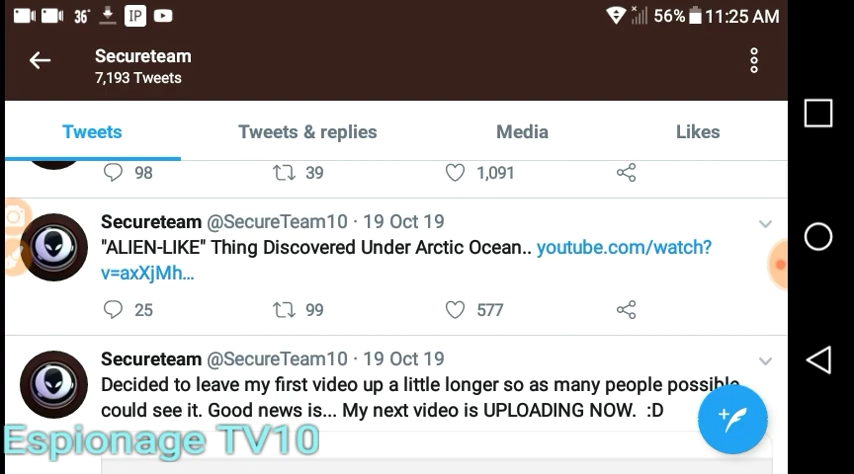 36° IP 56% 11:25 AM
Secureteam
7,193 Tweets
Tweets Tweets & replies Media Likes
98 39 1,091
Secureteam @SecureTeam10 · 19 Oct 19
"ALIEN-LIKE" Thing Discovered Under Arctic Ocean.. youtube.com/watch?
v=axXjMh...
25 99 577
Secureteam @SecureTeam10 · 19 Oct 19
Decided to leave my first video up a little longer so as many people possible
could see it. Good news is... My next video is UPLOADING NOW. :D
Espionage TV10